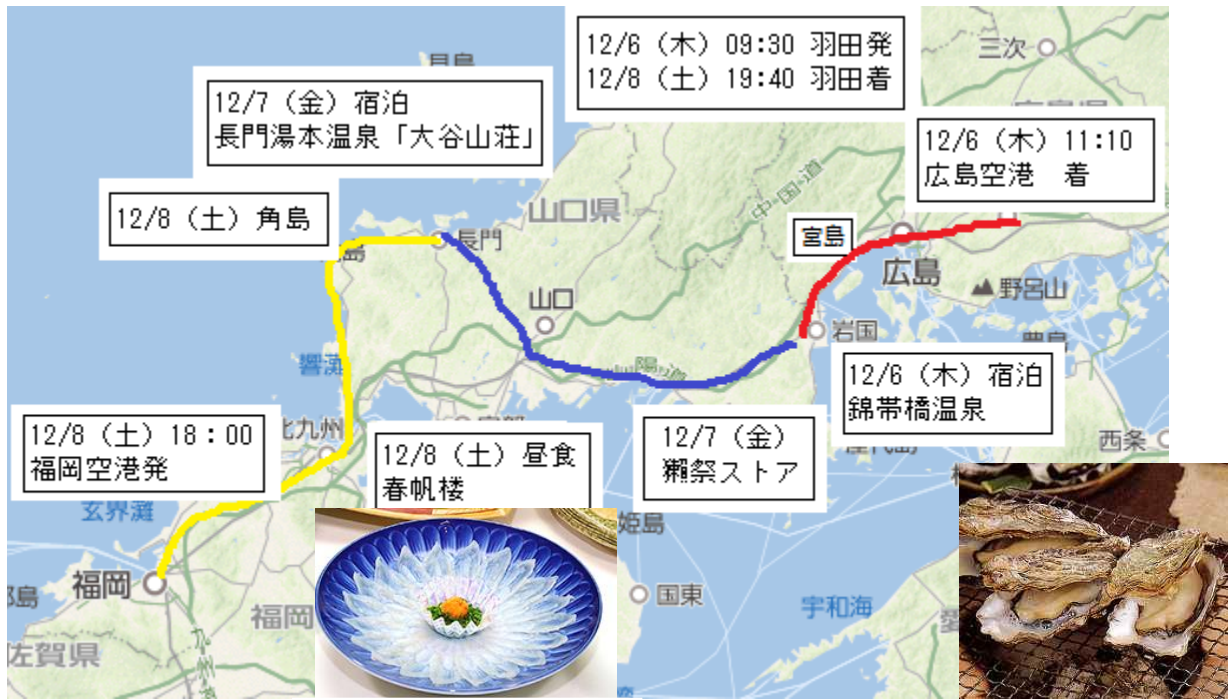 12/6 (木) 09:30 羽田発
12/8 (土) 19:40 羽田着
三次
12/7 (金) 宿泊
長門湯本温泉「大谷山荘」
12/6 (木) 11:10
広島空港 着
12/8 (土) 角島
山口県
中国道
宮島
長門
広島
野呂山
山口
岩国
響灘
陽道
12/6 (木) 宿泊
錦帯橋温泉
12/8 (土) 18:00
福岡空港発
北九州
12/8 (土) 昼食
春帆楼
12/7 (金)
獺祭ストア
西条
玄界灘
姫島
福岡
国東
宇和海
福岡
九州道
佐賀県